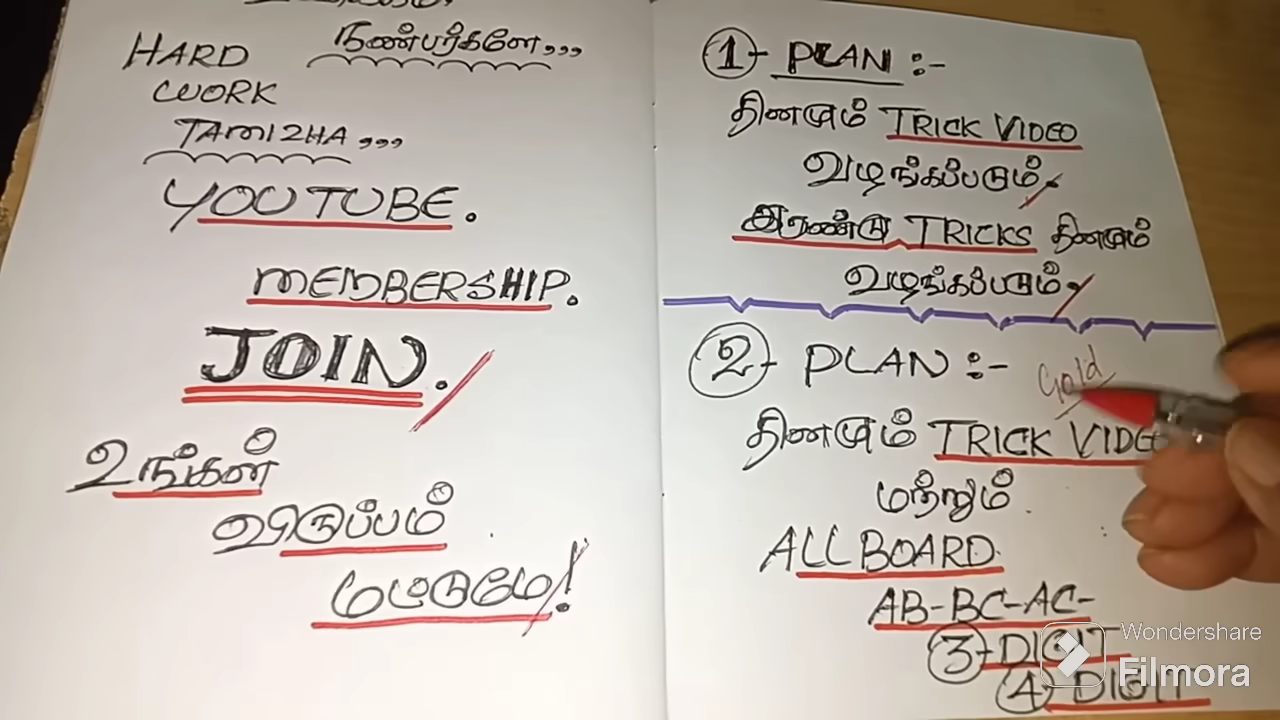 நண்பர்களே,,,
HARD
WORK
TAMIZHA,,,
YOUTUBE.
MEMBERSHIP.
JOIN.
உங்கள்
விருப்பம்
மட்டுமே!
1- PLAN :-
தினமும் TRICK VIDEO
வழங்கப்படும்.
இரண்டு TRICKS தினமும்
வழங்கப்படும்.
2- PLAN :- Gold
தினமும் TRICK VIDEO
மற்றும்
ALL BOARD
AB-BC-AC-
3-DIGIT
4-DIGIT
Wondershare
Filmora